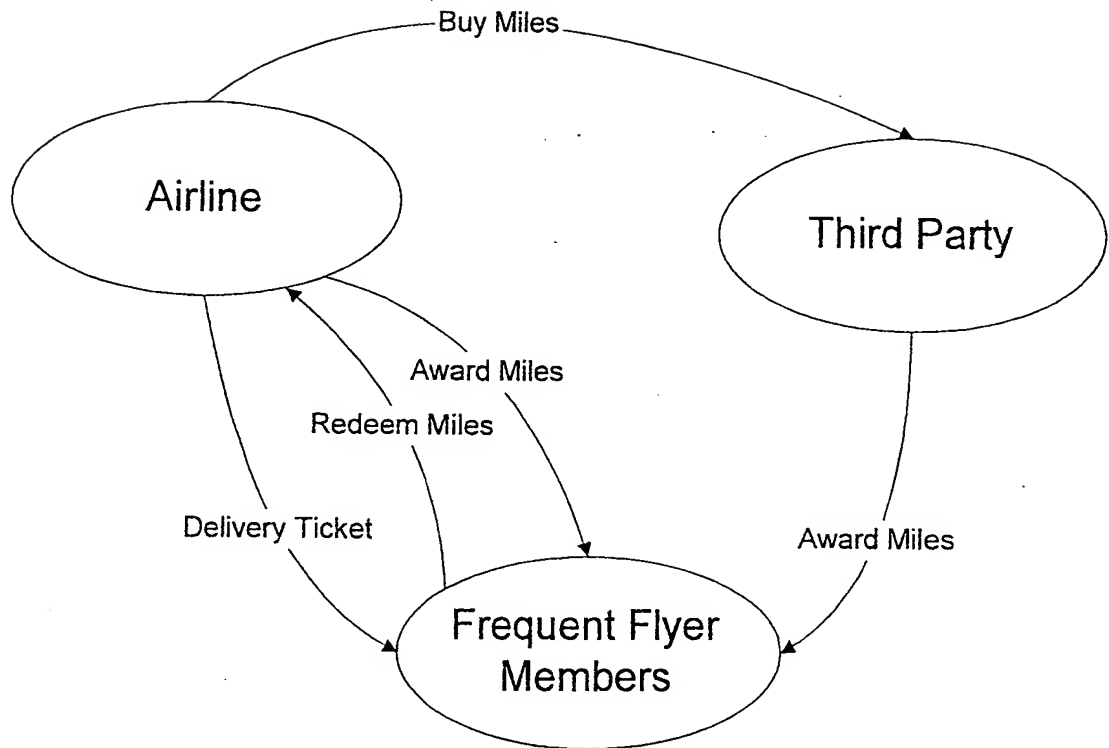 Buy Miles
Airline
Third Party
Award Miles
Redeem Miles
Delivery Ticket
Award Miles
Frequent Flyer
Members